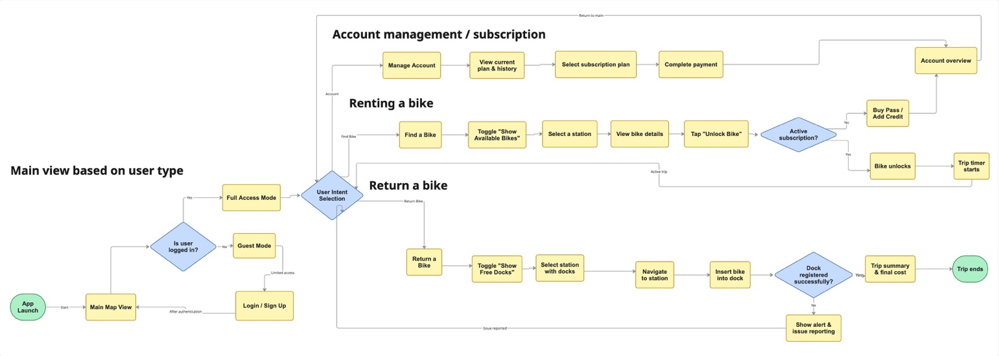 Return to main
Account management / subscription
Manage Account
View current
plan & history
Select subscription plan
Complete payment
Account overview
Account
Renting a bike
Find Bike
Find a Bike
Toggle "Show
Available Bikes"
Select a station
View bike details
Tap "Unlock Bike"
Active
subscription?
No
Buy Pass /
Add Credit
Yes
Bike unlocks
Trip timer
starts
Active trip
Main view based on user type
App
Launch
Start
Main Map View
Is user
logged in?
Yes
Full Access Mode
No
Guest Mode
Limited access
Login / Sign Up
After authentication
User Intent
Selection
Return a bike
Return Bike
Return a
Bike
Toggle "Show
Free Docks"
Select station
with docks
Navigate
to station
Insert bike
into dock
Dock
registered
successfully?
Yes
Trip summary
& final cost
Trip ends
No
Show alert &
issue reporting
Issue reported